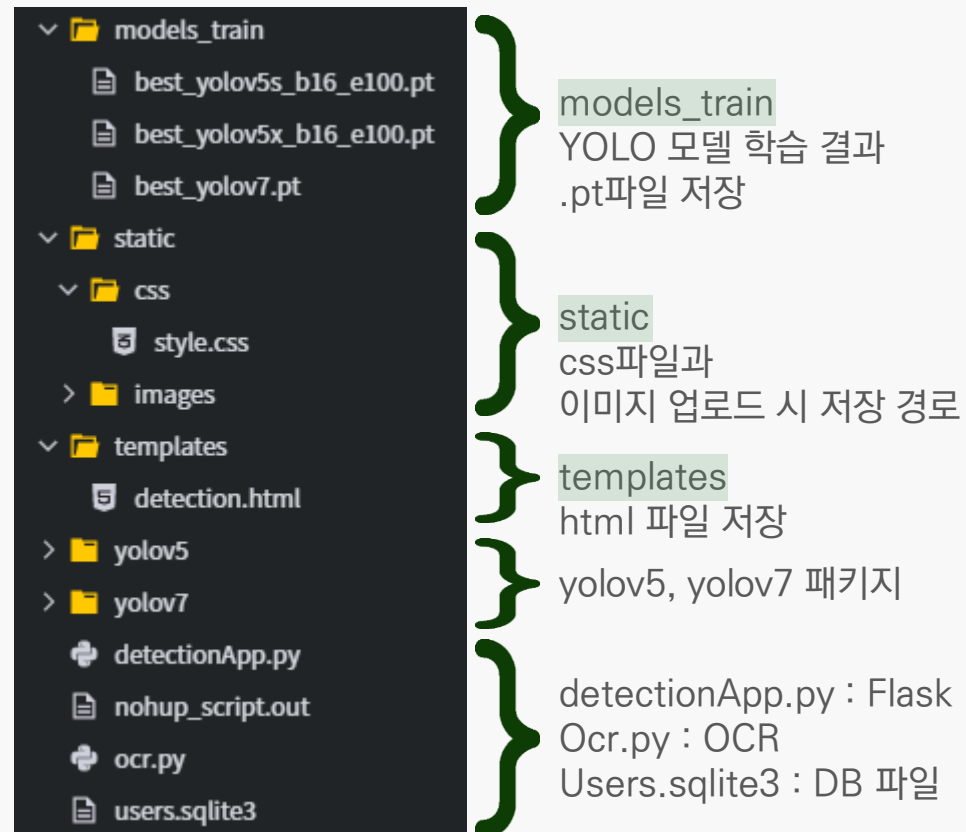 models_train
best_yolov5s_b16_e100.pt
best_yolov5x_b16_e100.pt
best_yolov7.pt
static
css
style.css
images
templates
detection.html
yolov5
yolov7
detectionApp.py
nohup_script.out
ocr.py
users.sqlite3
models_train
YOLO 모델 학습 결과
.pt파일 저장
static
css파일과
이미지 업로드 시 저장 경로
templates
html 파일 저장
yolov5, yolov7 패키지
detectionApp.py : Flask
Ocr.py : OCR
Users.sqlite3 : DB 파일